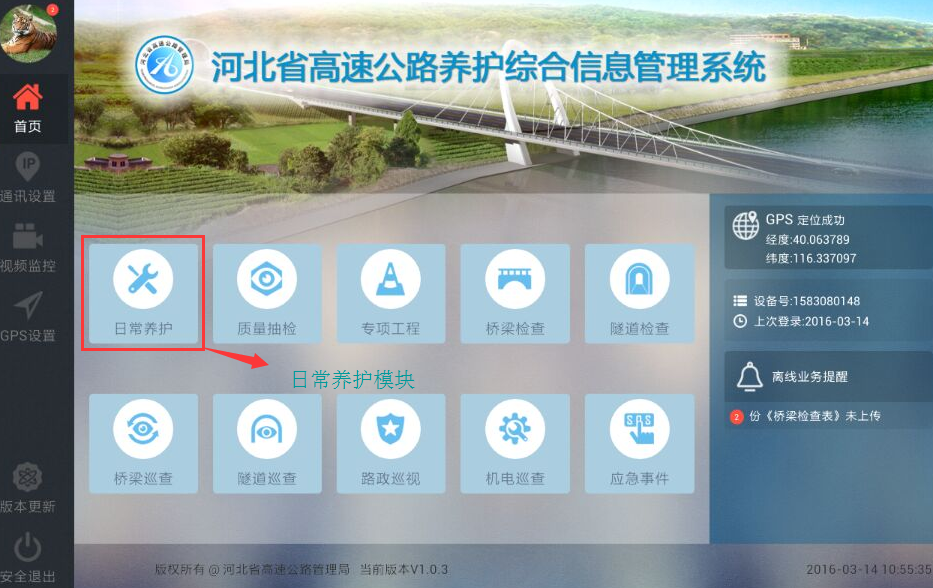 2
河北省高速公路养护综合信息管理系统
首页
IP
通讯设置
视频监控
GPS设置
版本更新
安全退出
日常养护
质量抽检
专项工程
桥梁检查
隧道检查
日常养护模块
桥梁巡查
隧道巡查
路政巡视
机电巡查
SOS
应急事件
GPS 定位成功
经度:40.063789
纬度:116.337097
设备号:1583080148
上次登录:2016-03-14
离线业务提醒
2 份《桥梁检查表》未上传
版权所有@河北省高速公路管理局 当前版本V1.0.3
2016-03-14 10:55:35